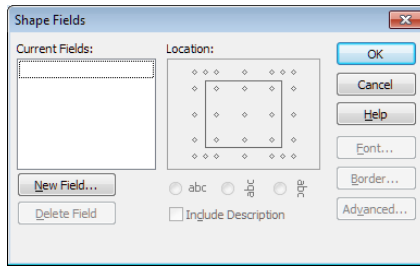 Shape Fields
Current Fields:
Location:
OK
Cancel
Help
Font...
Border...
Advanced...
New Field...
Delete Field
abc
abc
abc
Include Description